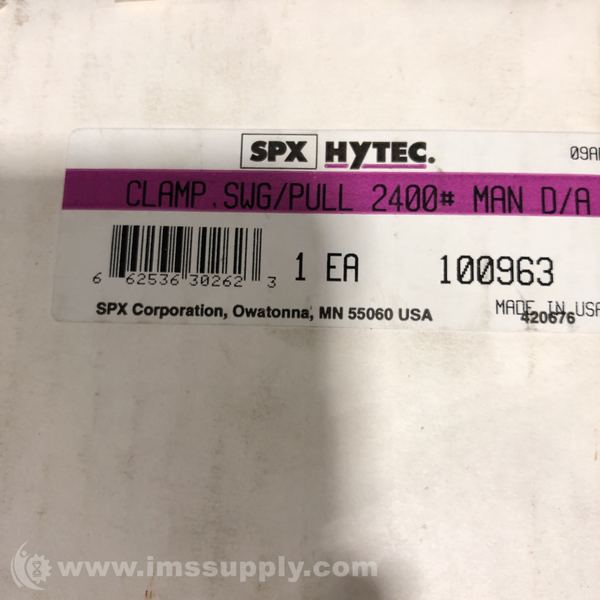 SPX HYTEC. 09A
CLAMP.SWG/PULL 2400# MAN D/A
6 62536 30262 3 1 EA 100963
SPX Corporation, Owatonna, MN 55060 USA MADE IN USA
420676
www.imssupply.com